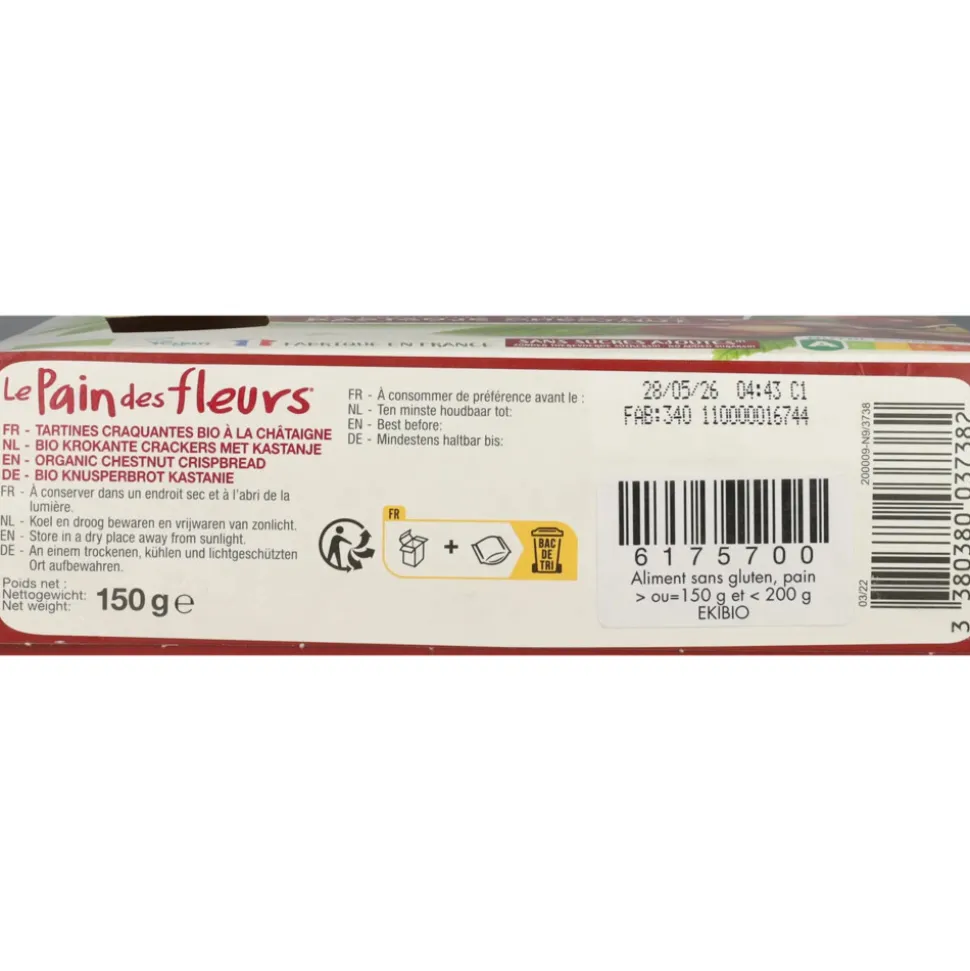 FABRIQUÉ EN FRANCE
SANS SUCRES AJOUTÉS
Le Pain des fleurs
FR - TARTINES CRAQUANTES BIO À LA CHÂTAIGNE
NL - BIO KROKANTE CRACKERS MET KASTANJE
EN - ORGANIC CHESTNUT CRISPBREAD
DE - BIO KNUSPERBROT KASTANIE
FR - À conserver dans un endroit sec et à l'abri de la
lumière.
NL - Koel en droog bewaren en vrijwaren van zonlicht.
EN - Store in a dry place away from sunlight.
DE - An einem trockenen, kühlen und lichtgeschützten
Ort aufbewahren.
Poids net :
Nettogewicht:
Net weight:
150 g e
FR - À consommer de préférence avant le :
NL - Ten minste houdbaar tot:
EN - Best before:
DE - Mindestens haltbar bis:
28/05/26 04:43 C1
FAB:340 110000016744
FR
+
BAC
DE
TRI
6175700
Aliment sans gluten, pain
> ou=150 g et < 200 g
EKIBIO
200009-N9/3738
03/22
3 380380 037382